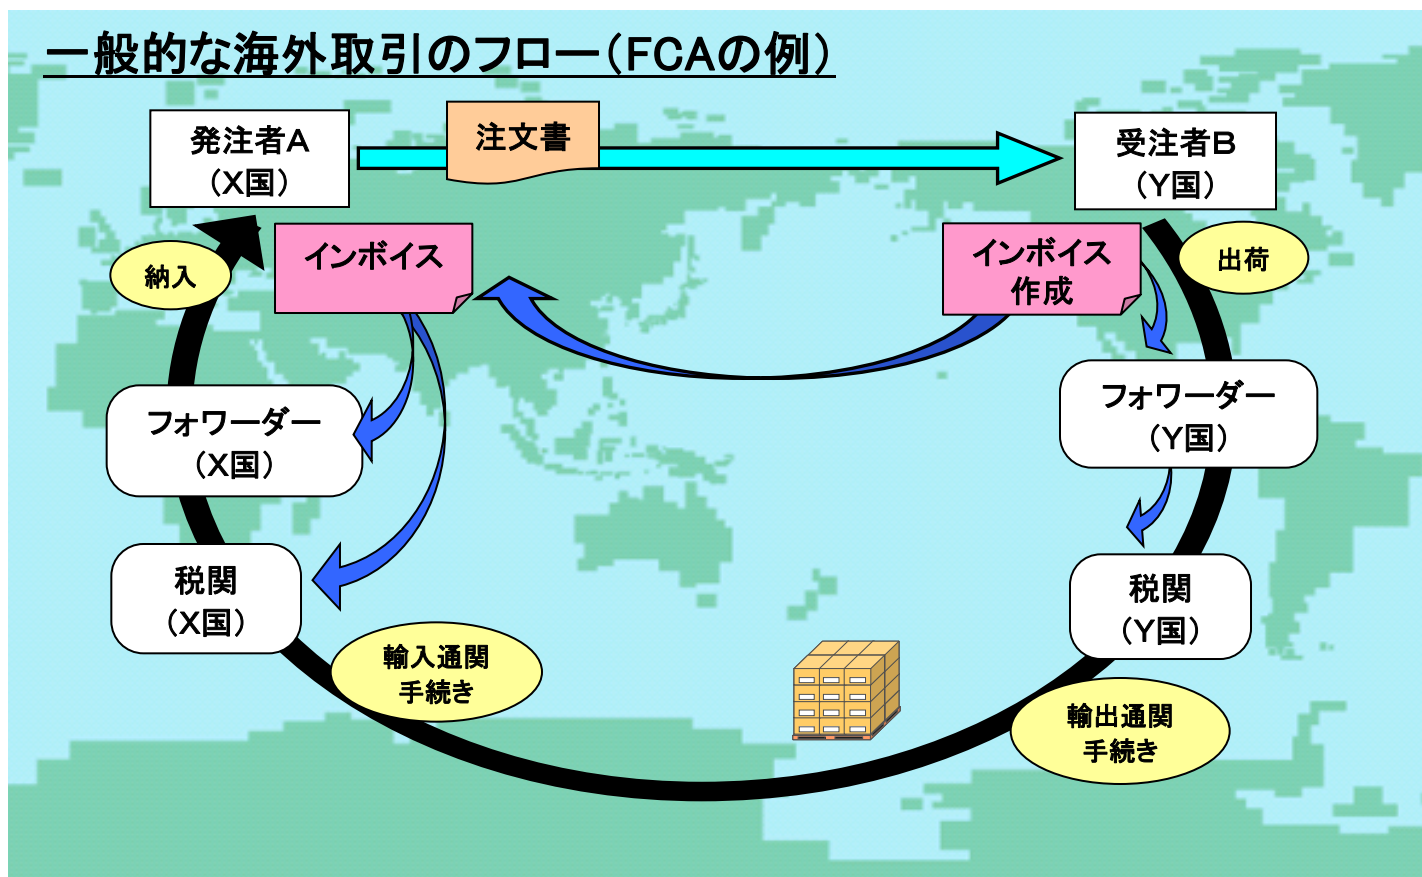 一般的な海外取引のフロー（FCAの例）
発注者A
（X国）
注文書
受注者B
（Y国）
インボイス
インボイス
作成
出荷
納入
フォワーダー
（X国）
フォワーダー
（Y国）
税関
（X国）
税関
（Y国）
輸入通関
手続き
輸出通関
手続き